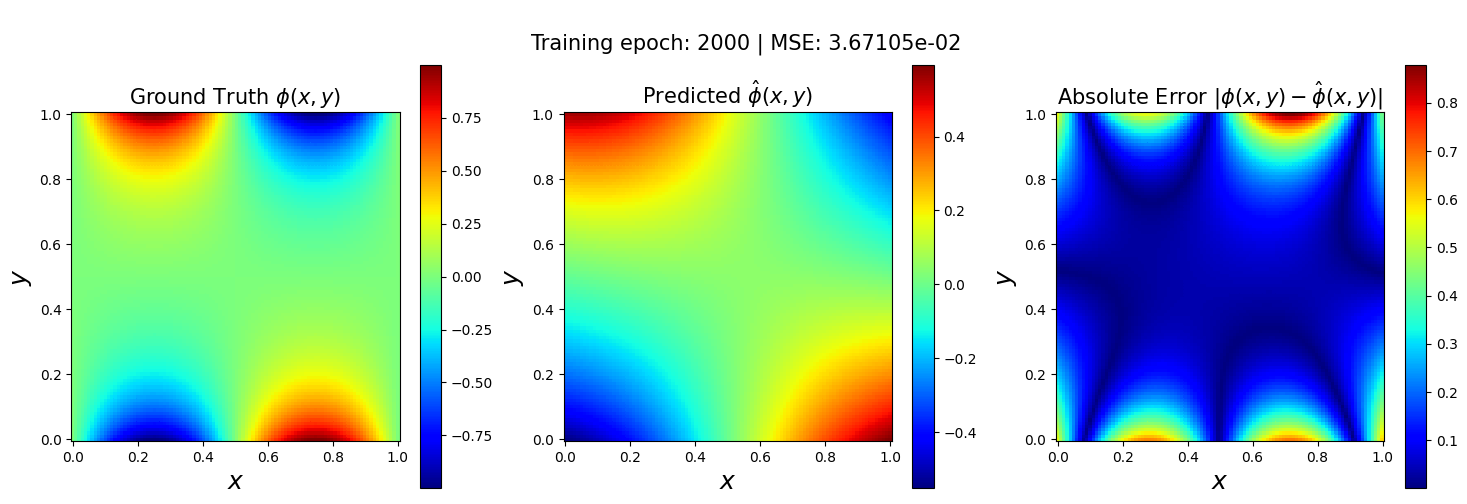 Training epoch: 2000 | MSE: 3.67105e-02
Ground Truth ϕ(x, y)
1.0
0.8
0.6
0.4
0.2
0.0
y
0.0 0.2 0.4 0.6 0.8 1.0
x
0.75
0.50
0.25
0.00
−0.25
−0.50
−0.75
Predicted ϕ̂(x, y)
1.0
0.8
0.6
0.4
0.2
0.0
y
0.0 0.2 0.4 0.6 0.8 1.0
x
0.4
0.2
0.0
−0.2
−0.4
Absolute Error |ϕ(x, y) − ϕ̂(x, y)|
1.0
0.8
0.6
0.4
0.2
0.0
y
0.0 0.2 0.4 0.6 0.8 1.0
x
0.8
0.7
0.6
0.5
0.4
0.3
0.2
0.1